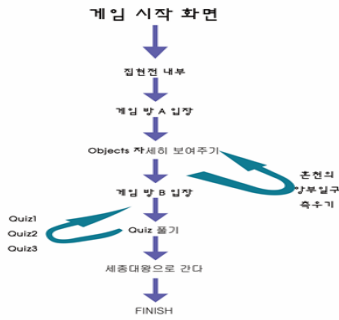 게임 시작 화면
집현전 내부
게임 방 A 입장
Objects 자세히 보여주기
혼천의
앙부일구
측우기
게임 방 B 입장
Quiz1
Quiz2
Quiz3
Quiz 풀기
세종대왕으로 간다
FINISH